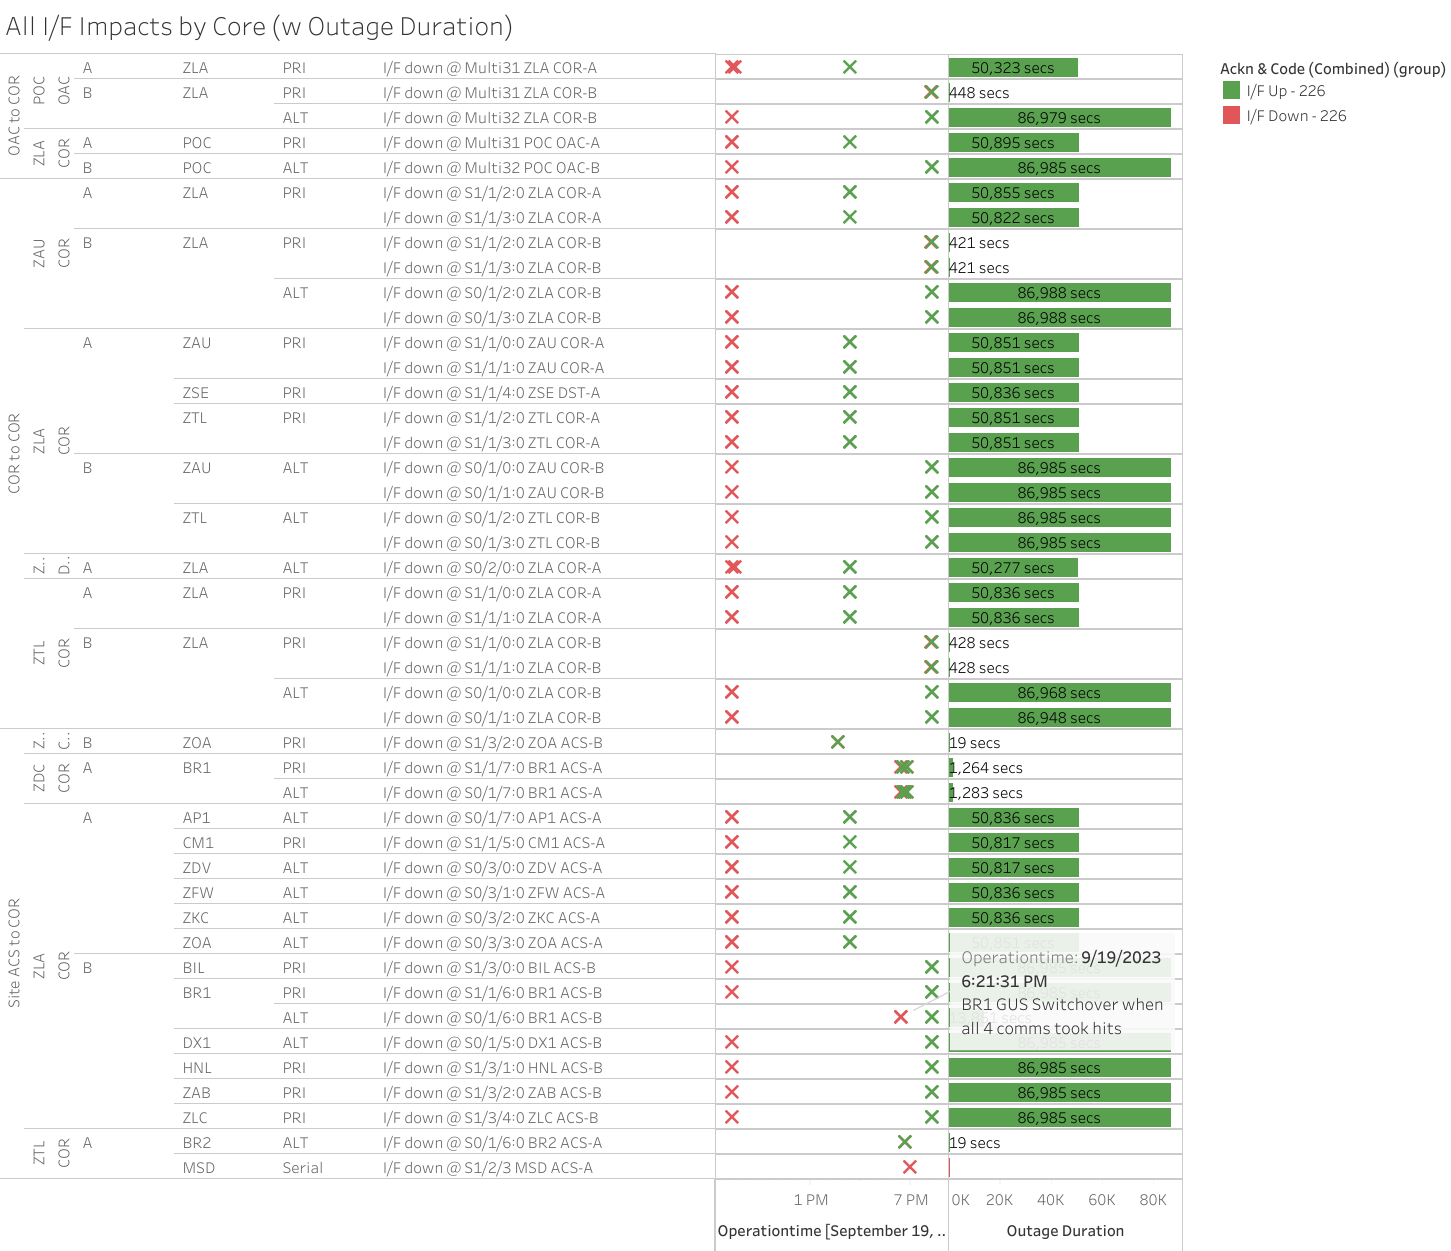 All I/F Impacts by Core (w Outage Duration)
Ackn & Code (Combined) (group)
I/F Up - 226
I/F Down - 226
OAC to COR POC OAC A ZLA PRI I/F down @ Multi31 ZLA COR-A 50,323 secs
B ZLA PRI I/F down @ Multi31 ZLA COR-B 448 secs
ALT I/F down @ Multi32 ZLA COR-B 86,979 secs
ZLA COR A POC PRI I/F down @ Multi31 POC OAC-A 50,895 secs
B POC ALT I/F down @ Multi32 POC OAC-B 86,985 secs
COR to COR ZAU COR A ZLA PRI I/F down @ S1/1/2:0 ZLA COR-A 50,855 secs
I/F down @ S1/1/3:0 ZLA COR-A 50,822 secs
B ZLA PRI I/F down @ S1/1/2:0 ZLA COR-B 421 secs
I/F down @ S1/1/3:0 ZLA COR-B 421 secs
ALT I/F down @ S0/1/2:0 ZLA COR-B 86,988 secs
I/F down @ S0/1/3:0 ZLA COR-B 86,988 secs
ZLA COR A ZAU PRI I/F down @ S1/1/0:0 ZAU COR-A 50,851 secs
I/F down @ S1/1/1:0 ZAU COR-A 50,851 secs
ZSE PRI I/F down @ S1/1/4:0 ZSE DST-A 50,836 secs
ZTL PRI I/F down @ S1/1/2:0 ZTL COR-A 50,851 secs
I/F down @ S1/1/3:0 ZTL COR-A 50,851 secs
B ZAU ALT I/F down @ S0/1/0:0 ZAU COR-B 86,985 secs
I/F down @ S0/1/1:0 ZAU COR-B 86,985 secs
ZTL ALT I/F down @ S0/1/2:0 ZTL COR-B 86,985 secs
I/F down @ S0/1/3:0 ZTL COR-B 86,985 secs
Z.. D.. A ZLA ALT I/F down @ S0/2/0:0 ZLA COR-A 50,277 secs
ZTL COR A ZLA PRI I/F down @ S1/1/0:0 ZLA COR-A 50,836 secs
I/F down @ S1/1/1:0 ZLA COR-A 50,836 secs
B ZLA PRI I/F down @ S1/1/0:0 ZLA COR-B 428 secs
I/F down @ S1/1/1:0 ZLA COR-B 428 secs
ALT I/F down @ S0/1/0:0 ZLA COR-B 86,968 secs
I/F down @ S0/1/1:0 ZLA COR-B 86,948 secs
Site ACS to COR Z.. C.. B ZOA PRI I/F down @ S1/3/2:0 ZOA ACS-B 19 secs
ZDC COR A BR1 PRI I/F down @ S1/1/7:0 BR1 ACS-A 1,264 secs
ALT I/F down @ S0/1/7:0 BR1 ACS-A 1,283 secs
ZLA COR A AP1 ALT I/F down @ S0/1/7:0 AP1 ACS-A 50,836 secs
CM1 PRI I/F down @ S1/1/5:0 CM1 ACS-A 50,817 secs
ZDV ALT I/F down @ S0/3/0:0 ZDV ACS-A 50,817 secs
ZFW ALT I/F down @ S0/3/1:0 ZFW ACS-A 50,836 secs
ZKC ALT I/F down @ S0/3/2:0 ZKC ACS-A 50,836 secs
ZOA ALT I/F down @ S0/3/3:0 ZOA ACS-A 50,851 secs
B BIL PRI I/F down @ S1/3/0:0 BIL ACS-B
BR1 PRI I/F down @ S1/1/6:0 BR1 ACS-B
ALT I/F down @ S0/1/6:0 BR1 ACS-B
DX1 ALT I/F down @ S0/1/5:0 DX1 ACS-B 86,985 secs
Operationtime: 9/19/2023
6:21:31 PM
BR1 GUS Switchover when
all 4 comms took hits
HNL PRI I/F down @ S1/3/1:0 HNL ACS-B 86,985 secs
ZAB PRI I/F down @ S1/3/2:0 ZAB ACS-B 86,985 secs
ZLC PRI I/F down @ S1/3/4:0 ZLC ACS-B 86,985 secs
ZTL COR A BR2 ALT I/F down @ S0/1/6:0 BR2 ACS-A 19 secs
MSD Serial I/F down @ S1/2/3 MSD ACS-A
1 PM 7 PM 0K 20K 40K 60K 80K
Operationtime [September 19, .. Outage Duration